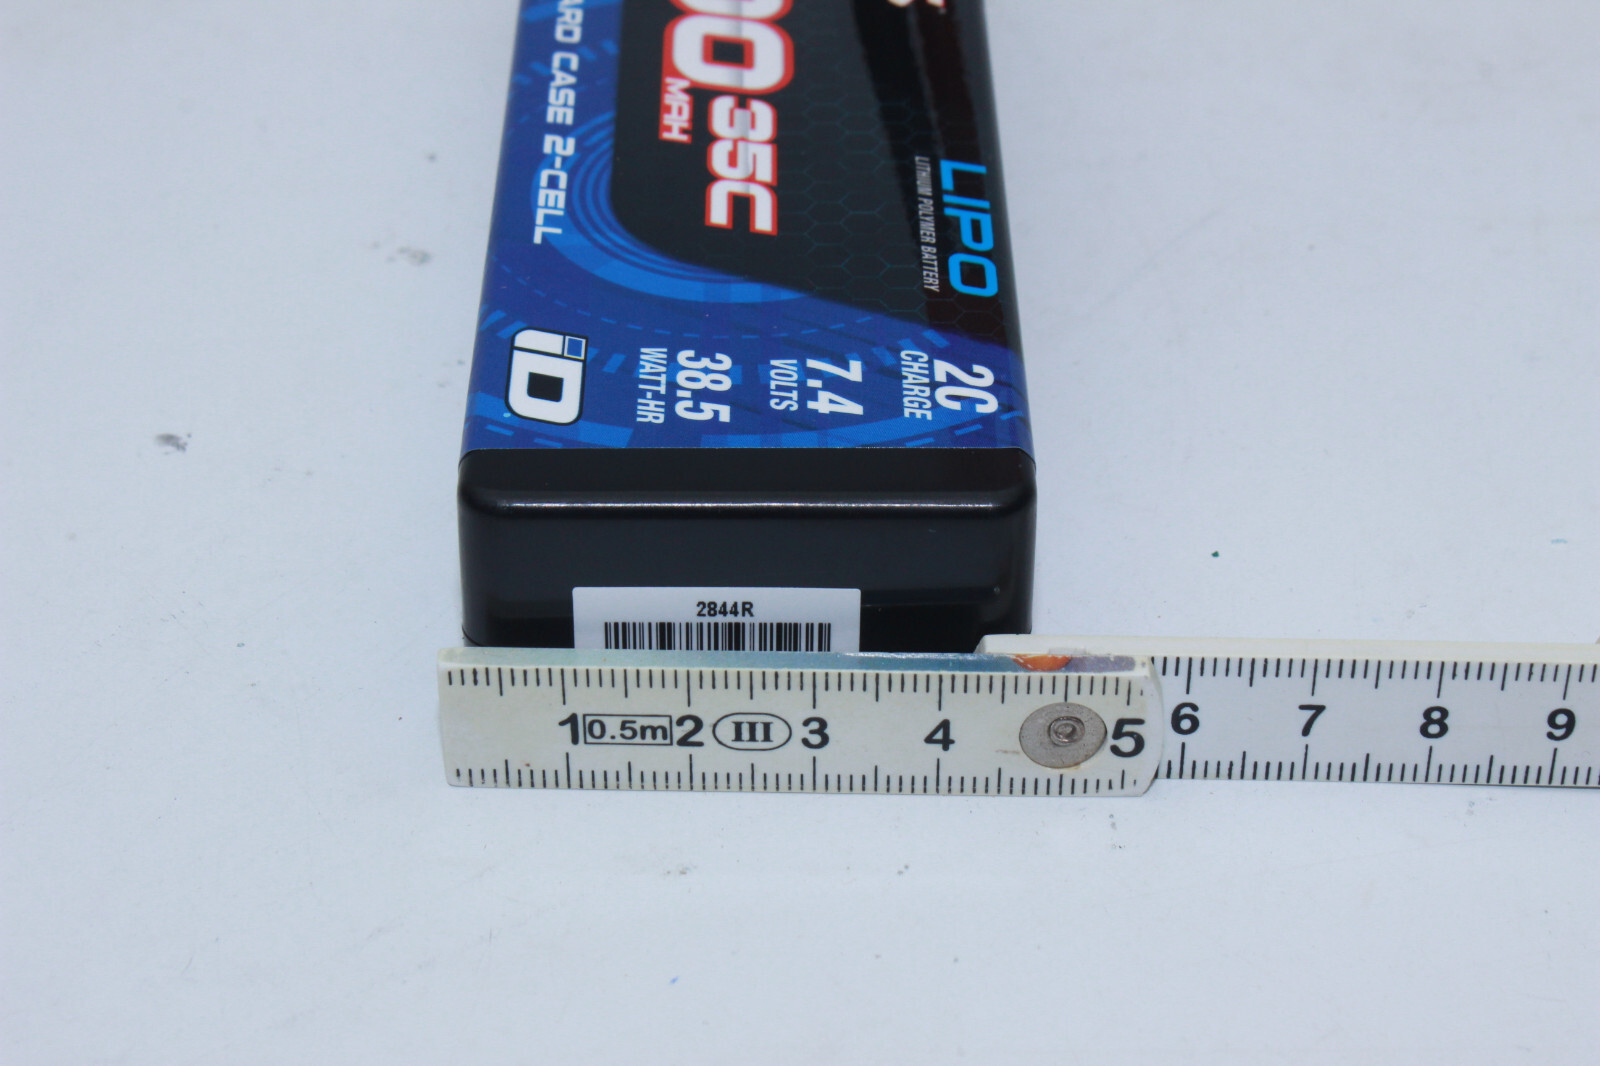 HARD CASE 2-CELL
00
MAH
35C
LIPO
LITHIUM POLYMER BATTERY
2C
CHARGE
7.4
VOLTS
38.5
WATT-HR
iD
2844R
1 0.5m 2 III 3 4 5 6 7 8 9